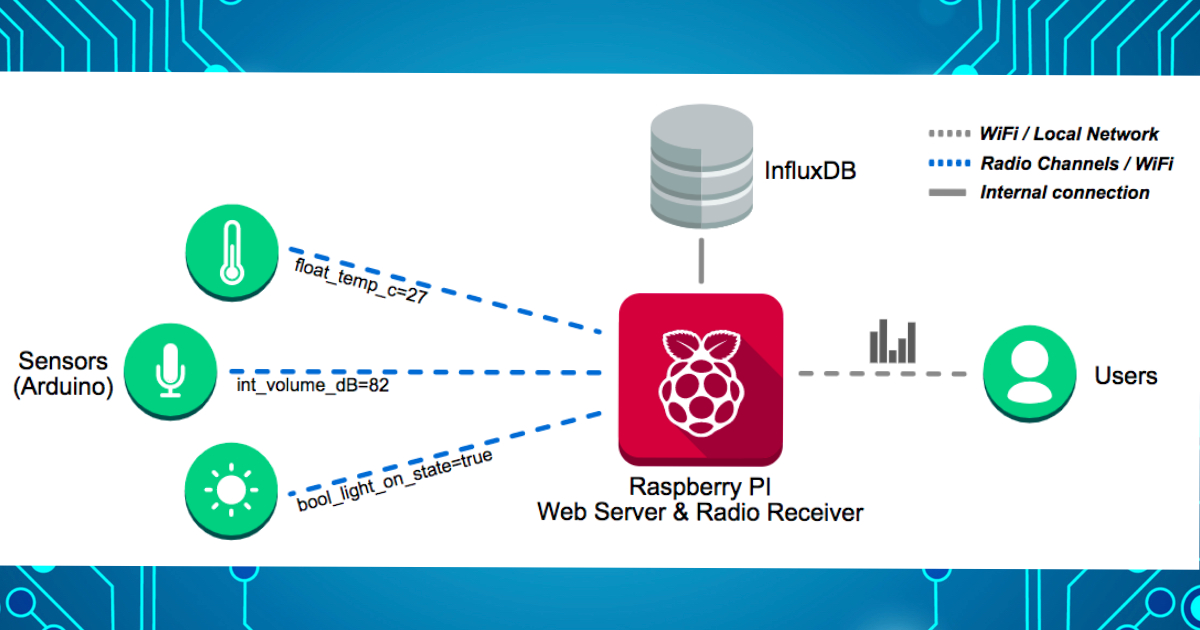 InfluxDB
WiFi / Local Network
Radio Channels / WiFi
Internal connection
float_temp_c=27
Sensors
(Arduino)
int_volume_dB=82
Users
bool_light_on_state=true
Raspberry PI
Web Server & Radio Receiver